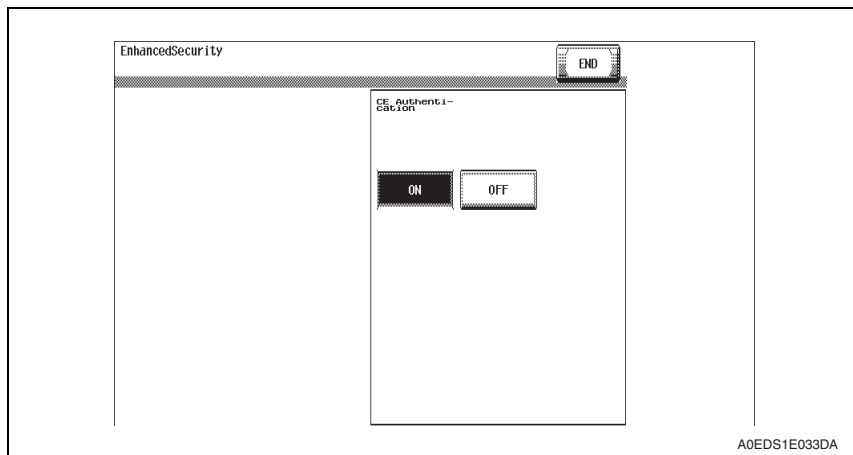 EnhancedSecurity
END
CE Authenti-
cation
ON
OFF
A0EDS1E033DA